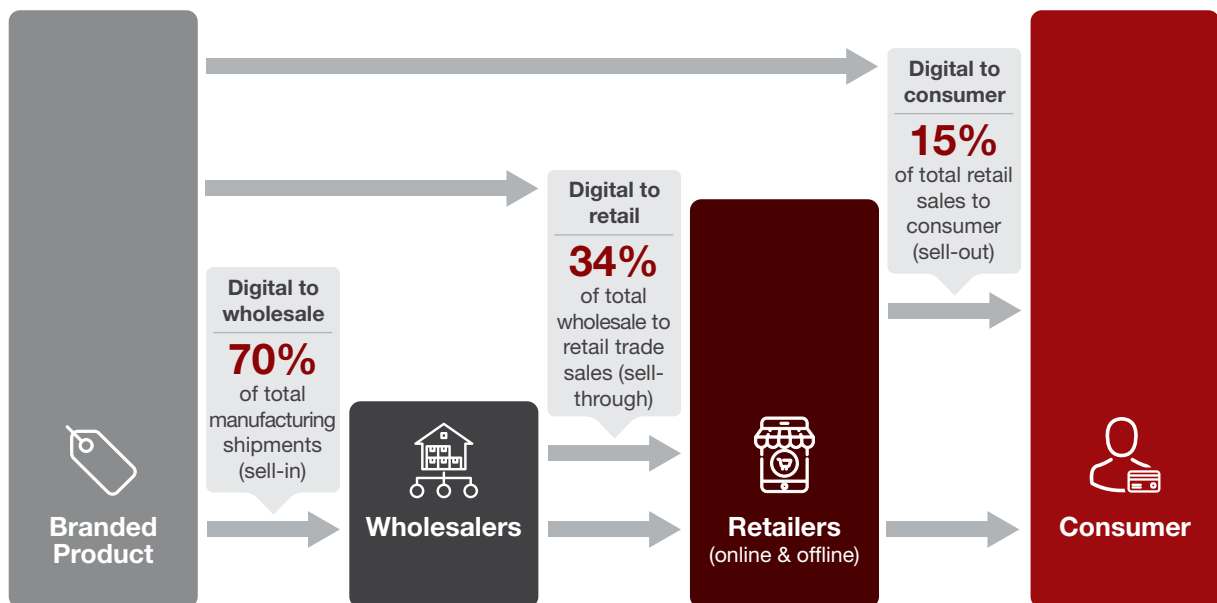 Branded
Product
Digital to
wholesale
70%
of total
manufacturing
shipments
(sell-in)
Wholesalers
Digital to
retail
34%
of total
wholesale to
retail trade
sales (sell-
through)
Retailers
(online & offline)
Digital to
consumer
15%
of total retail
sales to
consumer
(sell-out)
Consumer